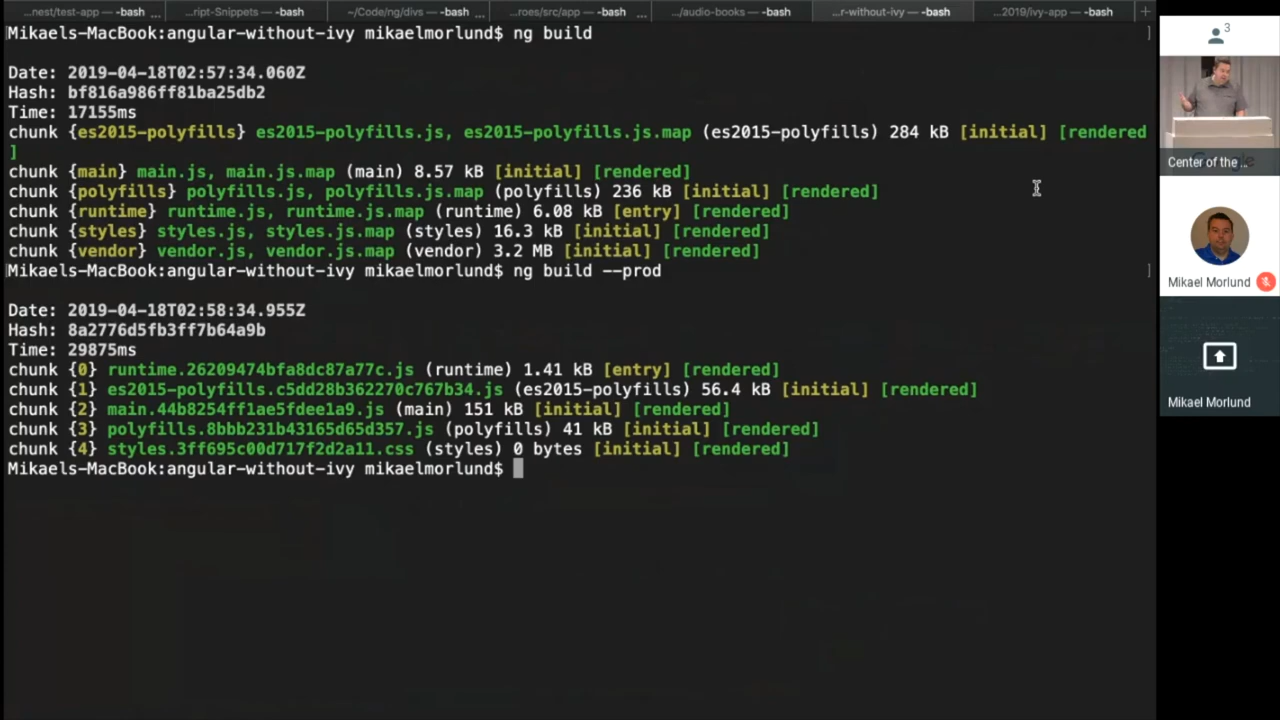 ...nest/test-app — -bash ...
...ript-Snippets — -bash
~/Code/ng/divs — -bash ...
...roes/src/app — -bash ...
.../audio-books — -bash
...r-without-ivy — -bash
...2019/ivy-app — -bash
+
[Mikaels-MacBook:angular-without-ivy mikaelmorlund$ ng build ]
Date: 2019-04-18T02:57:34.060Z
Hash: bf816a986ff81ba25db2
Time: 17155ms
chunk {es2015-polyfills} es2015-polyfills.js, es2015-polyfills.js.map (es2015-polyfills) 284 kB [initial] [rendered
]
chunk {main} main.js, main.js.map (main) 8.57 kB [initial] [rendered]
chunk {polyfills} polyfills.js, polyfills.js.map (polyfills) 236 kB [initial] [rendered]
chunk {runtime} runtime.js, runtime.js.map (runtime) 6.08 kB [entry] [rendered]
chunk {styles} styles.js, styles.js.map (styles) 16.3 kB [initial] [rendered]
chunk {vendor} vendor.js, vendor.js.map (vendor) 3.2 MB [initial] [rendered]
[Mikaels-MacBook:angular-without-ivy mikaelmorlund$ ng build --prod ]
Date: 2019-04-18T02:58:34.955Z
Hash: 8a2776d5fb3ff7b64a9b
Time: 29875ms
chunk {0} runtime.26209474bfa8dc87a77c.js (runtime) 1.41 kB [entry] [rendered]
chunk {1} es2015-polyfills.c5dd28b362270c767b34.js (es2015-polyfills) 56.4 kB [initial] [rendered]
chunk {2} main.44b8254ff1ae5fdee1a9.js (main) 151 kB [initial] [rendered]
chunk {3} polyfills.8bbb231b43165d65d357.js (polyfills) 41 kB [initial] [rendered]
chunk {4} styles.3ff695c00d717f2d2a11.css (styles) 0 bytes [initial] [rendered]
Mikaels-MacBook:angular-without-ivy mikaelmorlund$
3
Google
Center of the ...
Mikael Morlund
Mikael Morlund